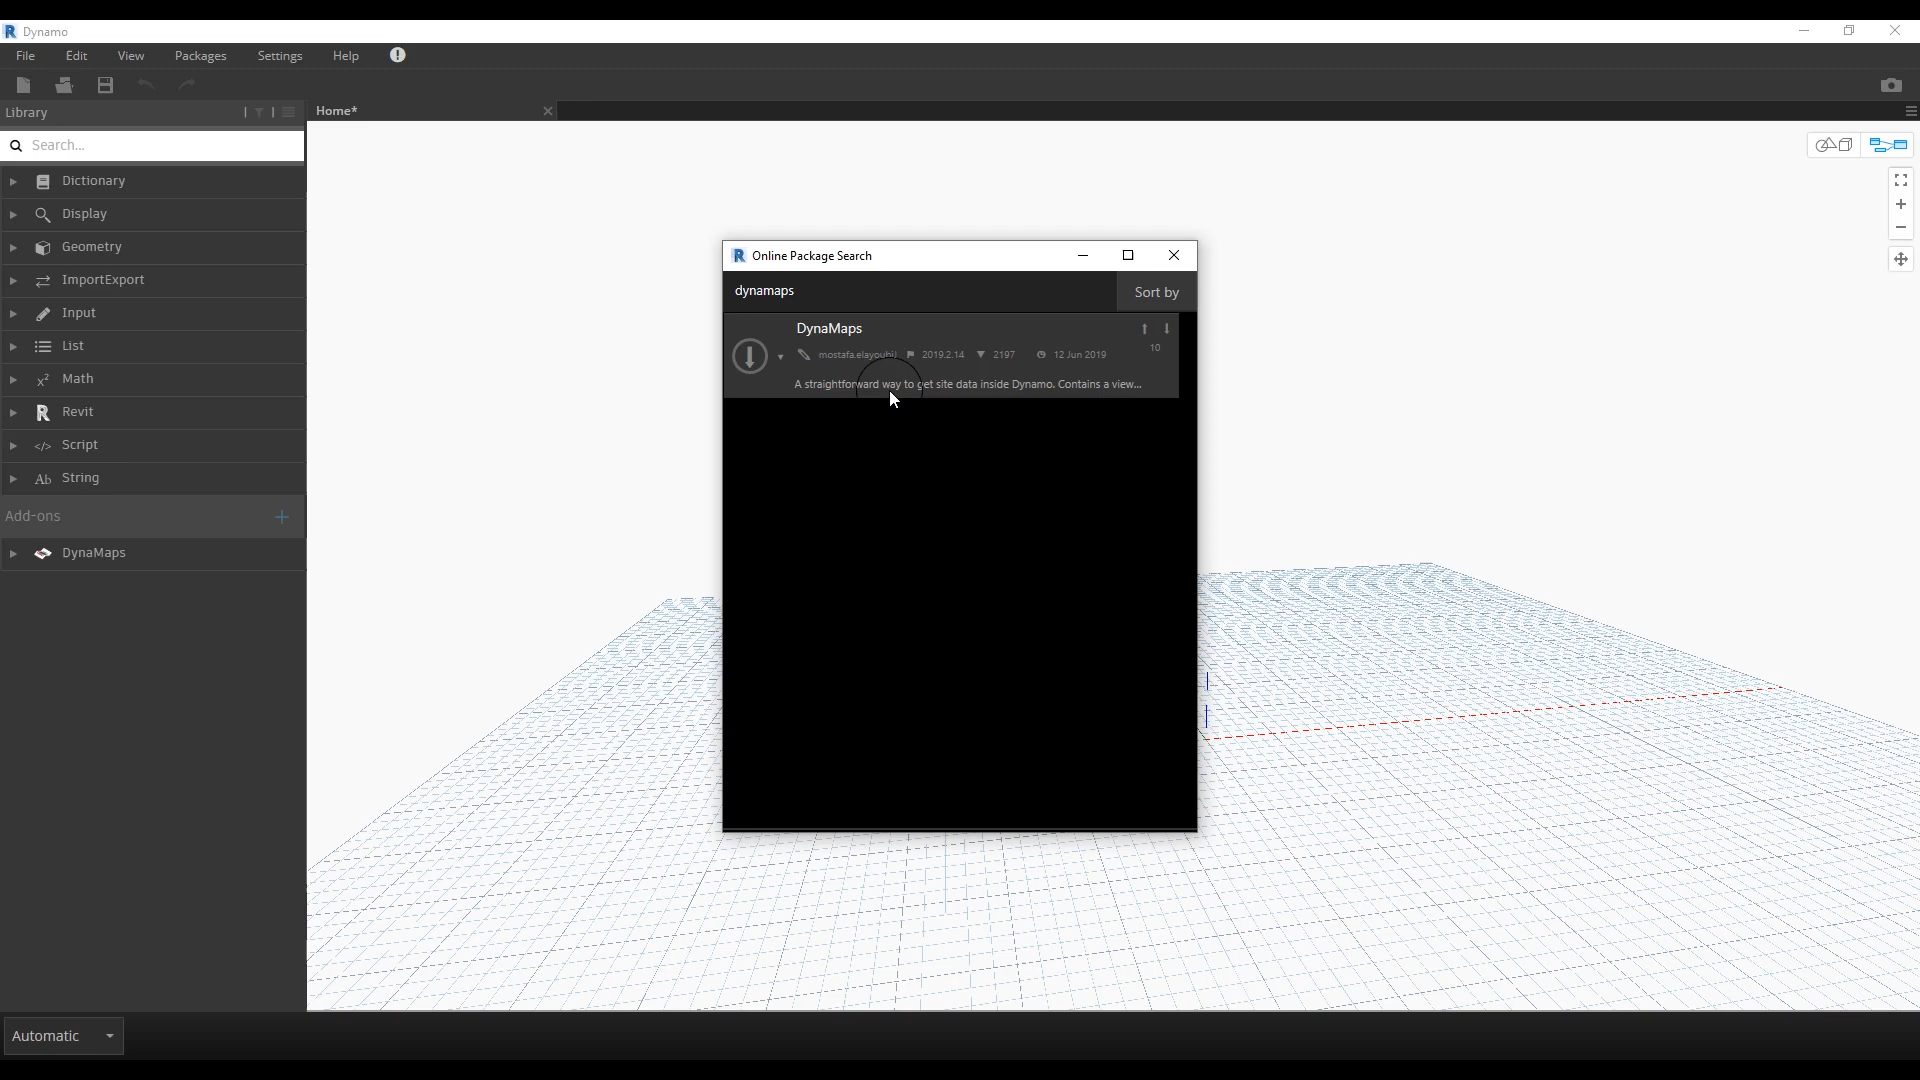 Dynamo
File Edit View Packages Settings Help
Library
Home*
Search...
Dictionary
Display
Geometry
ImportExport
Input
List
Math
Revit
Script
String
Add-ons
DynaMaps
Online Package Search
dynamaps Sort by
DynaMaps
2019.2.14 2197 12 Jun 2019 10
A straightforward way to get site data inside Dynamo. Contains a view...
Automatic